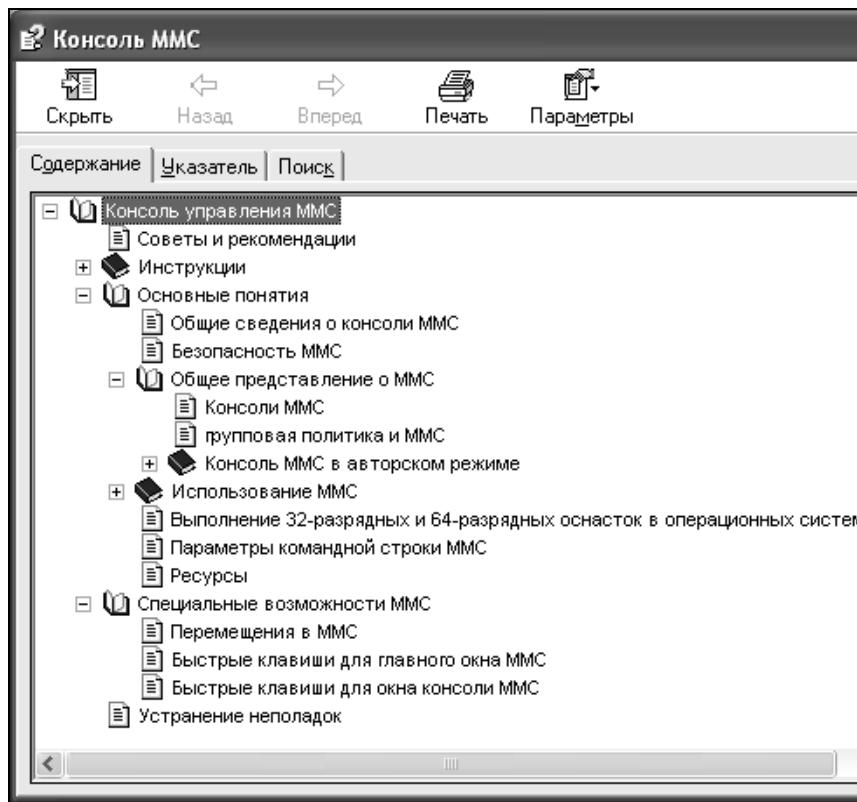 Консоль MMC
Скрыть Назад Вперед Печать Параметры
Содержание Указатель Поиск
Консоль управления MMC
Советы и рекомендации
Инструкции
Основные понятия
Общие сведения о консоли MMC
Безопасность MMC
Общее представление о MMC
Консоли MMC
групповая политика и MMC
Консоль MMC в авторском режиме
Использование MMC
Выполнение 32-разрядных и 64-разрядных оснасток в операционных систем
Параметры командной строки MMC
Ресурсы
Специальные возможности MMC
Перемещения в MMC
Быстрые клавиши для главного окна MMC
Быстрые клавиши для окна консоли MMC
Устранение неполадок